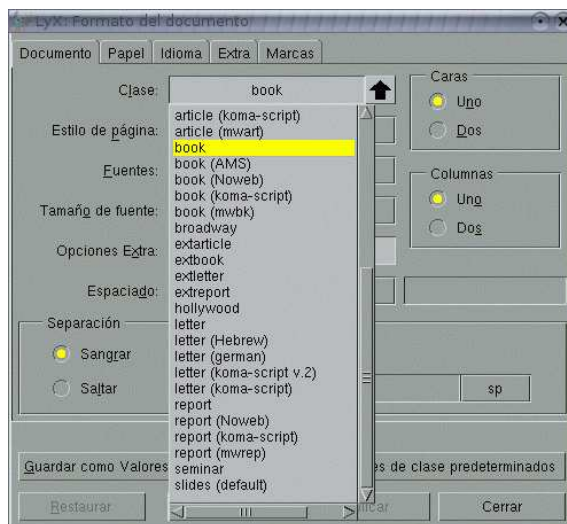 LyX: Formato del documento
Documento Papel Idioma Extra Marcas
Clase: book
Caras
Uno
Dos
Estilo de página:
Fuentes:
Tamaño de fuente:
Opciones Extra:
Espaciado:
Columnas
Uno
Dos
article (koma-script)
article (mwart)
book
book (AMS)
book (Noweb)
book (koma-script)
book (mwbk)
broadway
extarticle
extbook
extletter
extreport
hollywood
letter
letter (Hebrew)
letter (german)
letter (koma-script v.2)
letter (koma-script)
report
report (Noweb)
report (koma-script)
report (mwrep)
seminar
slides (default)
Separación
Sangrar
Saltar
sp
Guardar como Valores es de clase predeterminados
Restaurar icar Cerrar